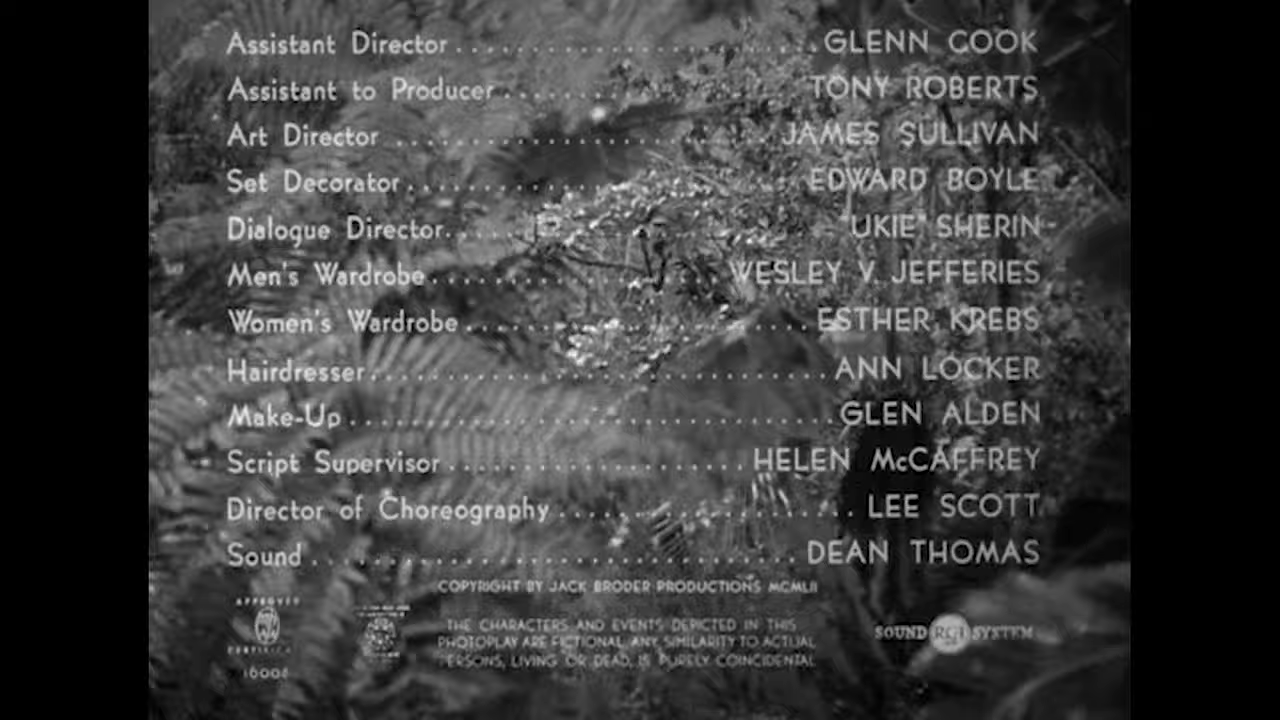 Assistant Director.............................GLENN COOK
Assistant to Producer.........................TONY ROBERTS
Art Director ............................JAMES SULLIVAN
Set Decorator.............................EDWARD BOYLE
Dialogue Director............................"UKIE" SHERIN
Men's Wardrobe........................WESLEY V. JEFFERIES
Women's Wardrobe........................ESTHER KREBS
Hairdresser................................ANN LOCKER
Make-Up.................................GLEN ALDEN
Script Supervisor.....................HELEN McCAFFREY
Director of Choreography....................LEE SCOTT
Sound.................................DEAN THOMAS
COPYRIGHT BY JACK BRODER PRODUCTIONS MCMLII
APPROVED
THE CHARACTERS AND EVENTS DEPICTED IN THIS
PHOTOPLAY ARE FICTIONAL. ANY SIMILARITY TO ACTUAL
PERSONS, LIVING OR DEAD, IS PURELY COINCIDENTAL
SOUND RCA SYSTEM